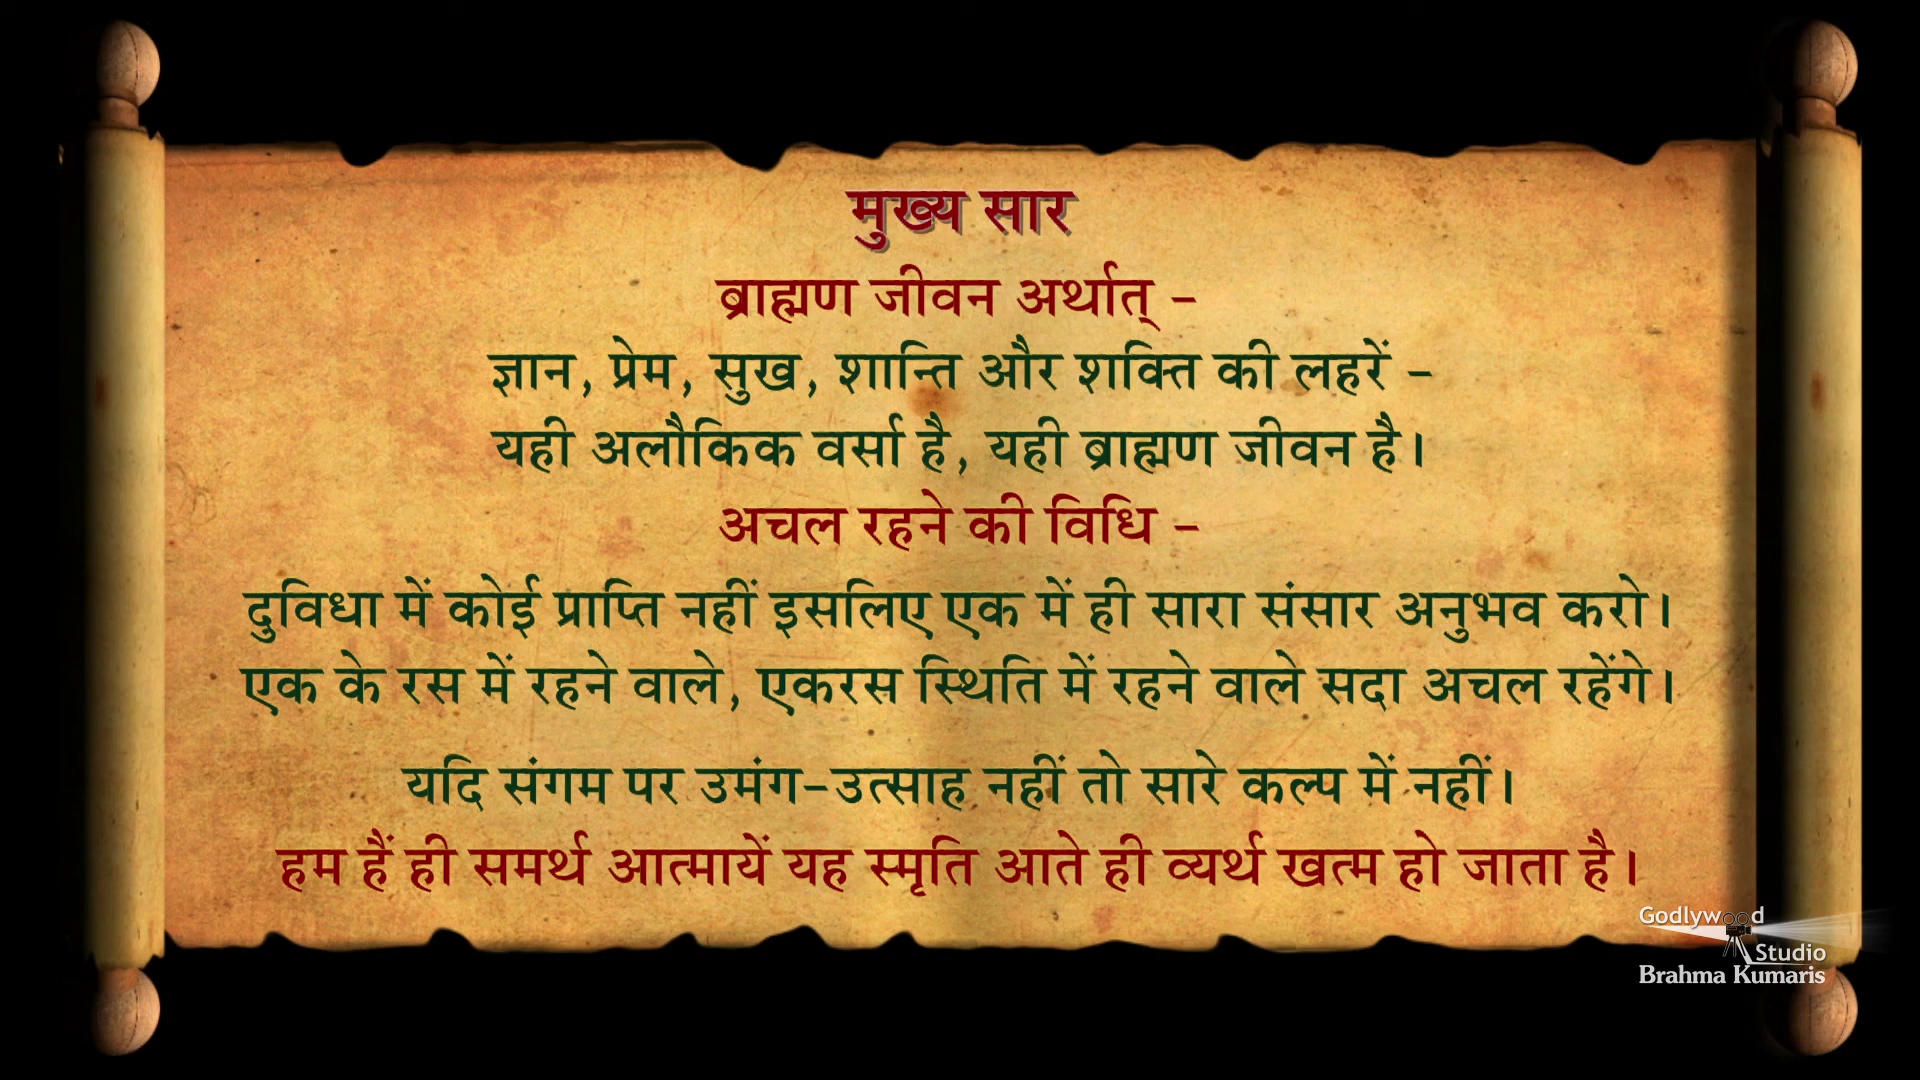 मुख्य सार
ब्राह्मण जीवन अर्थात् -
ज्ञान, प्रेम, सुख, शान्ति और शक्ति की लहरें -
यही अलौकिक वर्सा है, यही ब्राह्मण जीवन है।
अचल रहने की विधि -
दुविधा में कोई प्राप्ति नहीं इसलिए एक में ही सारा संसार अनुभव करो।
एक के रस में रहने वाले, एकरस स्थिति में रहने वाले सदा अचल रहेंगे।
यदि संगम पर उमंग-उत्साह नहीं तो सारे कल्प में नहीं।
हम हैं ही समर्थ आत्मायें यह स्मृति आते ही व्यर्थ खत्म हो जाता है।
Godlywood
Studio
Brahma Kumaris